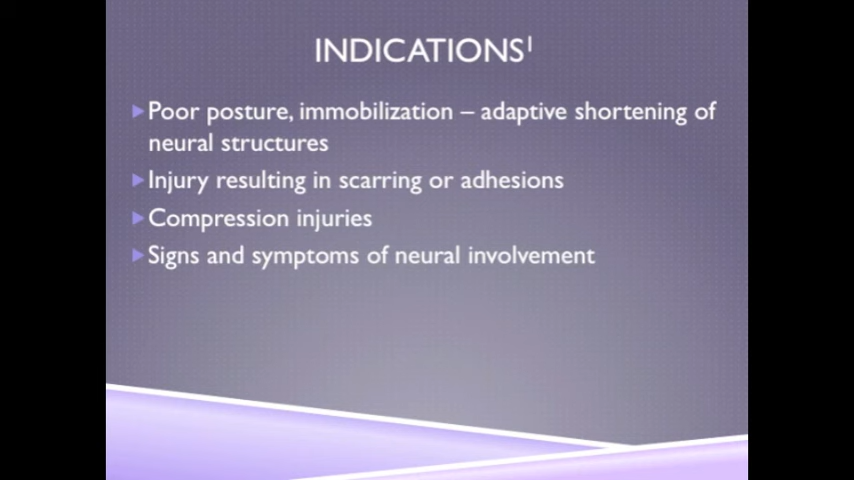 INDICATIONS¹
Poor posture, immobilization – adaptive shortening of
neural structures
Injury resulting in scarring or adhesions
Compression injuries
Signs and symptoms of neural involvement